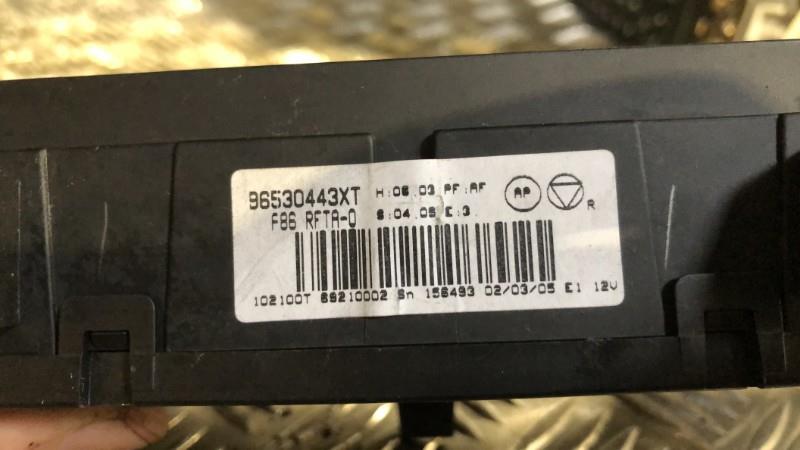 96530443XT H:06.03 PF:AF
F86 RFTA-0 S:04.05 E:3.
AP
R
102100T 69210002 Sn 156493 02/03/05 E1 12V